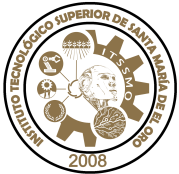 INSTITUTO TECNOLÓGICO SUPERIOR DE SANTA MARÍA DE EL ORO
ITSSMO
2008